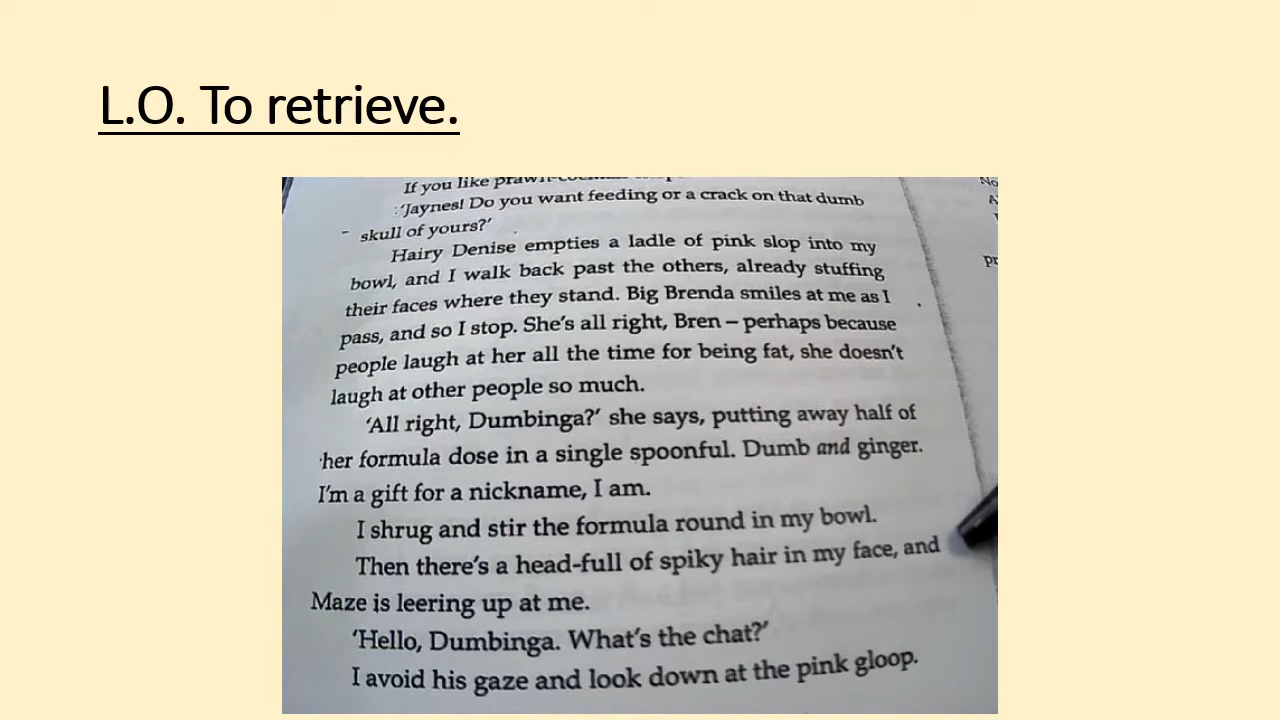 L.O. To retrieve.
If you like
'Jaynes! Do you want feeding or a crack on that dumb
skull of yours?'
Hairy Denise empties a ladle of pink slop into my
bowl, and I walk back past the others, already stuffing
their faces where they stand. Big Brenda smiles at me as I
pass, and so I stop. She's all right, Bren – perhaps because
people laugh at her all the time for being fat, she doesn't
laugh at other people so much.
'All right, Dumbinga?' she says, putting away half of
her formula dose in a single spoonful. Dumb and ginger.
I'm a gift for a nickname, I am.
I shrug and stir the formula round in my bowl.
Then there's a head-full of spiky hair in my face, and
Maze is leering up at me.
'Hello, Dumbinga. What's the chat?'
I avoid his gaze and look down at the pink gloop.
No
pr